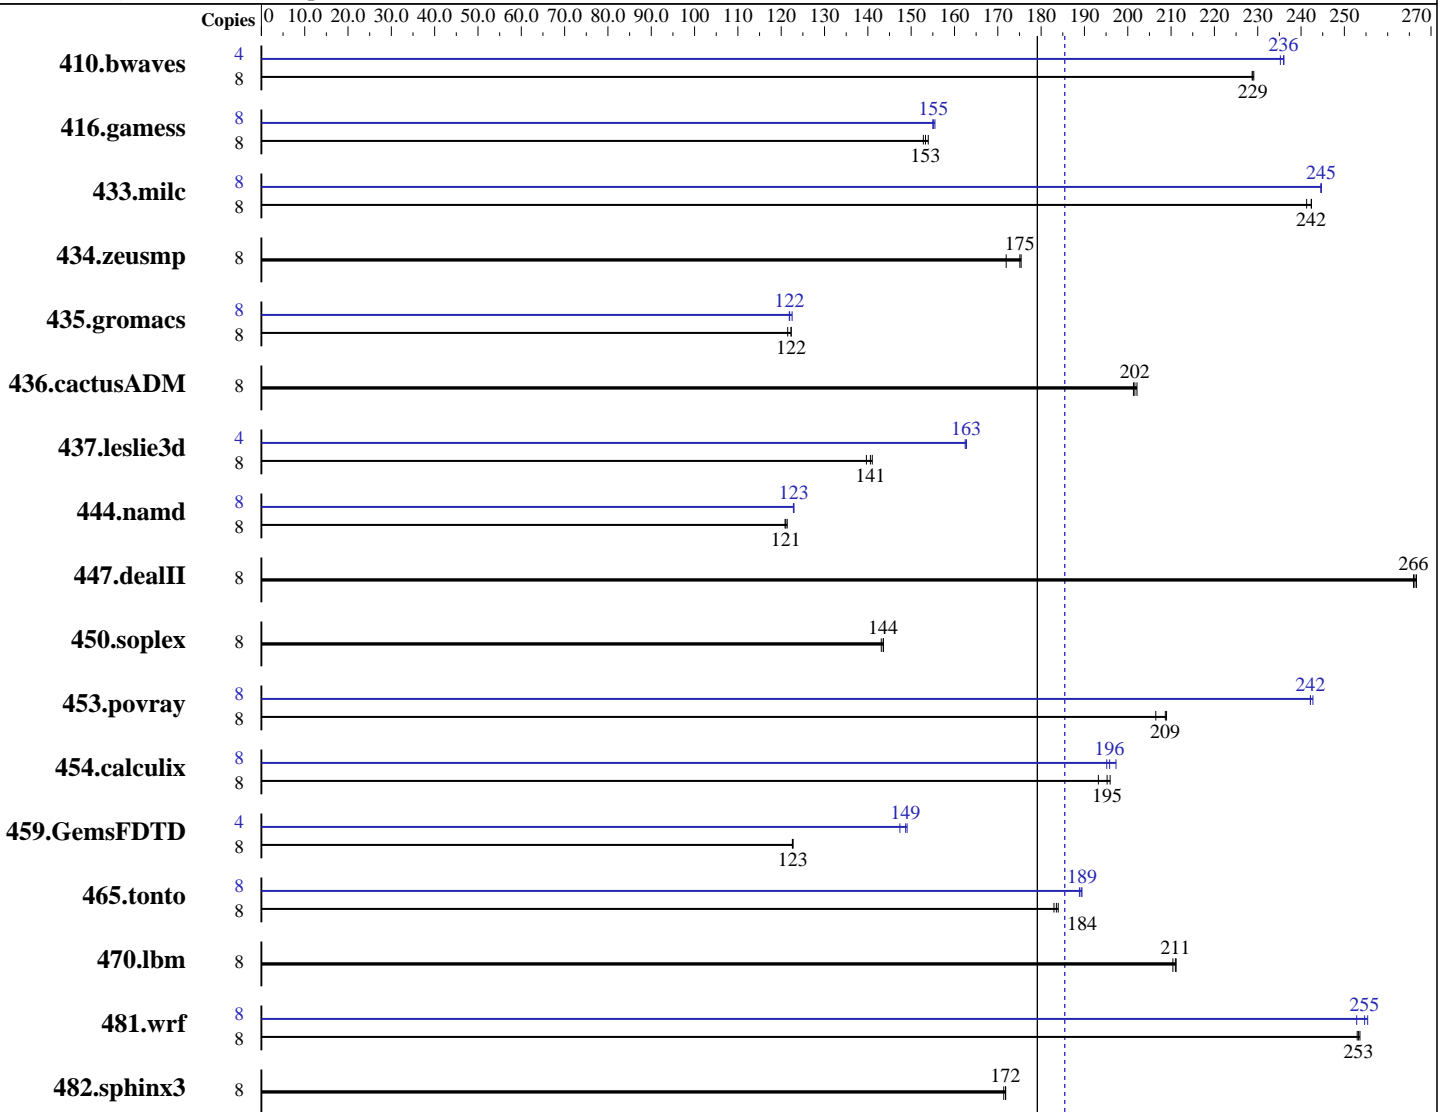 Copies 0 10.0 20.0 30.0 40.0 50.0 60.0 70.0 80.0 90.0 100 110 120 130 140 150 160 170 180 190 200 210 220 230 240 250 270
236
410.bwaves 4
8
229
155
416.gamess 8
8
153
245
433.milc 8
8
242
175
434.zeusmp 8
122
435.gromacs 8
8
122
202
436.cactusADM 8
163
437.leslie3d 4
8
141
123
444.namd 8
8
121
266
447.dealII 8
144
450.soplex 8
242
453.povray 8
8
209
196
454.calculix 8
8
195
149
459.GemsFDTD 4
8
123
189
465.tonto 8
8
184
211
470.lbm 8
255
481.wrf 8
8
253
172
482.sphinx3 8